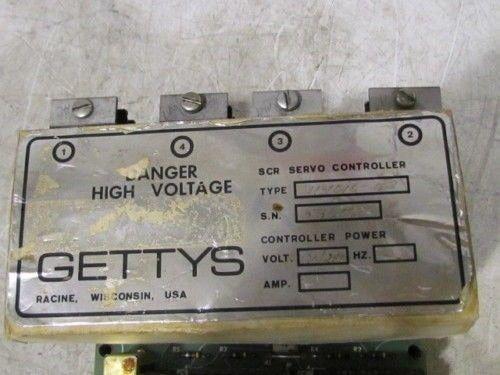 1 4 3 2
DANGER
HIGH VOLTAGE
SCR SERVO CONTROLLER
TYPE
S.N.
CONTROLLER POWER
VOLT. HZ.
AMP.
GETTYS
RACINE, WISCONSIN, USA